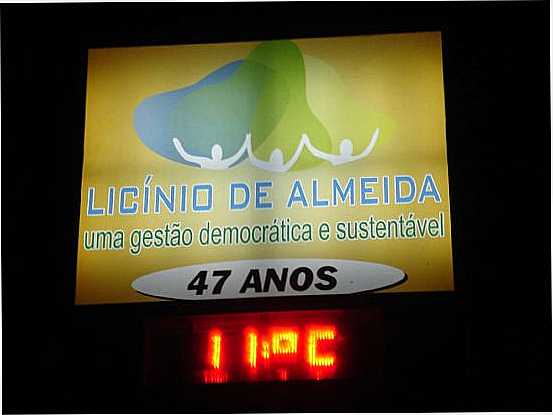 LICÍNIO DE ALMEIDA
uma gestão democrática e sustentável
47 ANOS
11ºC